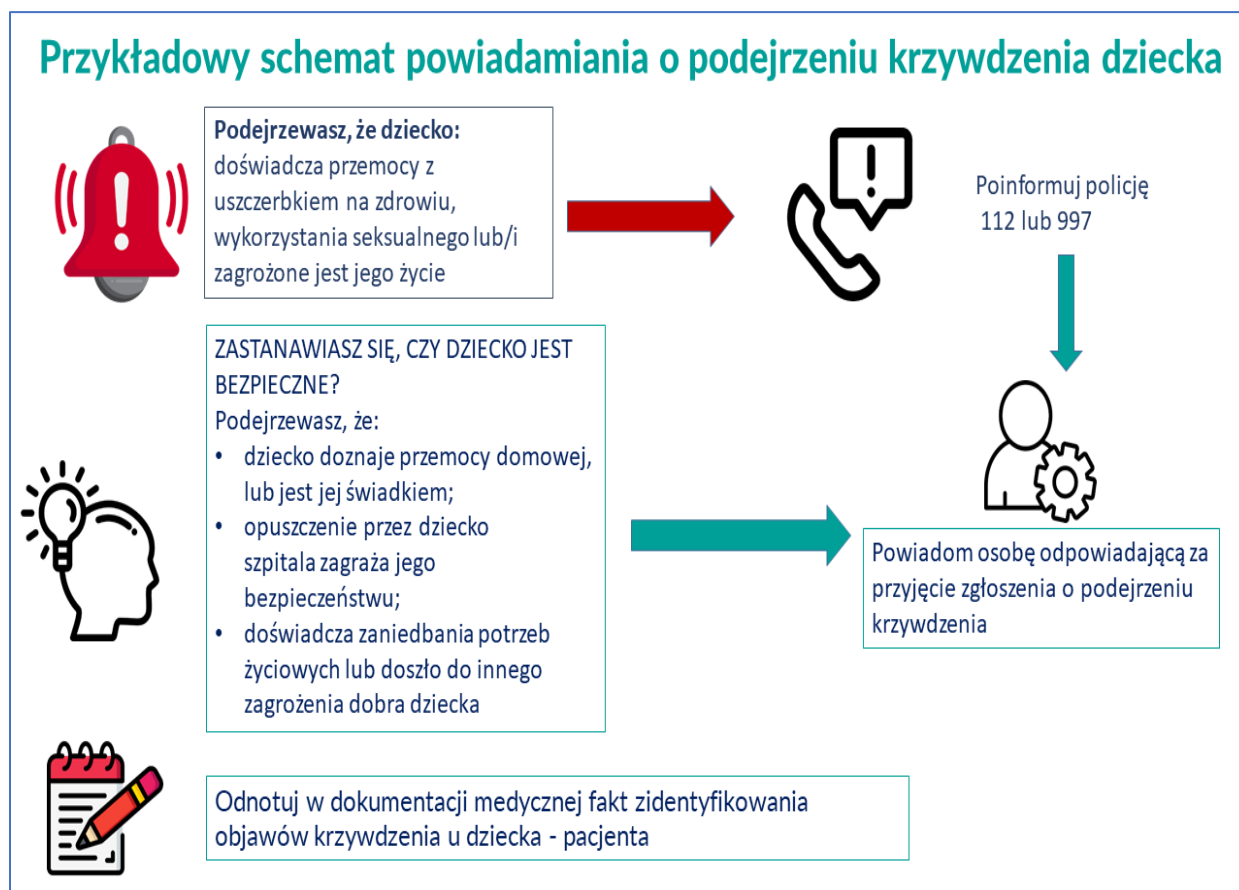 Przykładowy schemat powiadamiania o podejrzeniu krzywdzenia dziecka
Podejrzewasz, że dziecko:
doświadcza przemocy z
uszczerbkiem na zdrowiu,
wykorzystania seksualnego lub/i
zagrożone jest jego życie
Poinformuj policję
112 lub 997
ZASTANAWIASZ SIĘ, CZY DZIECKO JEST
BEZPIECZNE?
Podejrzewasz, że:
• dziecko doznaje przemocy domowej,
lub jest jej świadkiem;
• opuszczenie przez dziecko
szpitala zagraża jego
bezpieczeństwu;
• doświadcza zaniedbania potrzeb
życiowych lub doszło do innego
zagrożenia dobra dziecka
Powiadom osobę odpowiadającą za
przyjęcie zgłoszenia o podejrzeniu
krzywdzenia
Odnotuj w dokumentacji medycznej fakt zidentyfikowania
objawów krzywdzenia u dziecka - pacjenta